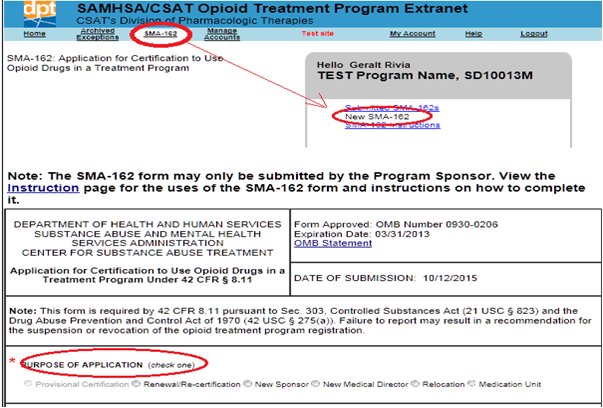 dpt
SAMHSA/CSAT Opioid Treatment Program Extranet
CSAT's Division of Pharmacologic Therapies
Home
Archived Exceptions
SMA-162
Manage Accounts
Test site
My Account
Help
Logout
SMA-162: Application for Certification to Use
Opioid Drugs in a Treatment Program
Hello Geralt Rivia
TEST Program Name, SD10013M
Submitted SMA-162s
New SMA-162
SMA-162 Instructions
Note: The SMA-162 form may only be submitted by the Program Sponsor. View the
Instruction page for the uses of the SMA-162 form and instructions on how to complete
it.
DEPARTMENT OF HEALTH AND HUMAN SERVICES
SUBSTANCE ABUSE AND MENTAL HEALTH
SERVICES ADMINISTRATION
CENTER FOR SUBSTANCE ABUSE TREATMENT
Application for Certification to Use Opioid Drugs in a
Treatment Program Under 42 CFR § 8.11
Form Approved: OMB Number 0930-0206
Expiration Date: 03/31/2013
OMB Statement
DATE OF SUBMISSION: 10/12/2015
Note: This form is required by 42 CFR 8.11 pursuant to Sec. 303, Controlled Substances Act (21 USC § 823) and the
Drug Abuse Prevention and Control Act of 1970 (42 USC § 275(a)). Failure to report may result in a recommendation for
the suspension or revocation of the opioid treatment program registration.
* PURPOSE OF APPLICATION (check one)
Provisional Certification Renewal/Re-certification New Sponsor New Medical Director Relocation Medication Unit